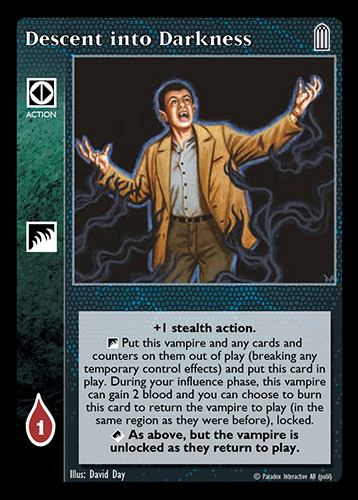 Descent into Darkness
ACTION
+1 stealth action.
Put this vampire and any cards and
counters on them out of play (breaking any
temporary control effects) and put this card in
play. During your influence phase, this vampire
can gain 2 blood and you can choose to burn
this card to return the vampire to play (in the
same region as they were before), locked.
As above, but the vampire is
unlocked as they return to play.
1
Illus: David Day
© Paradox Interactive AB (publ)